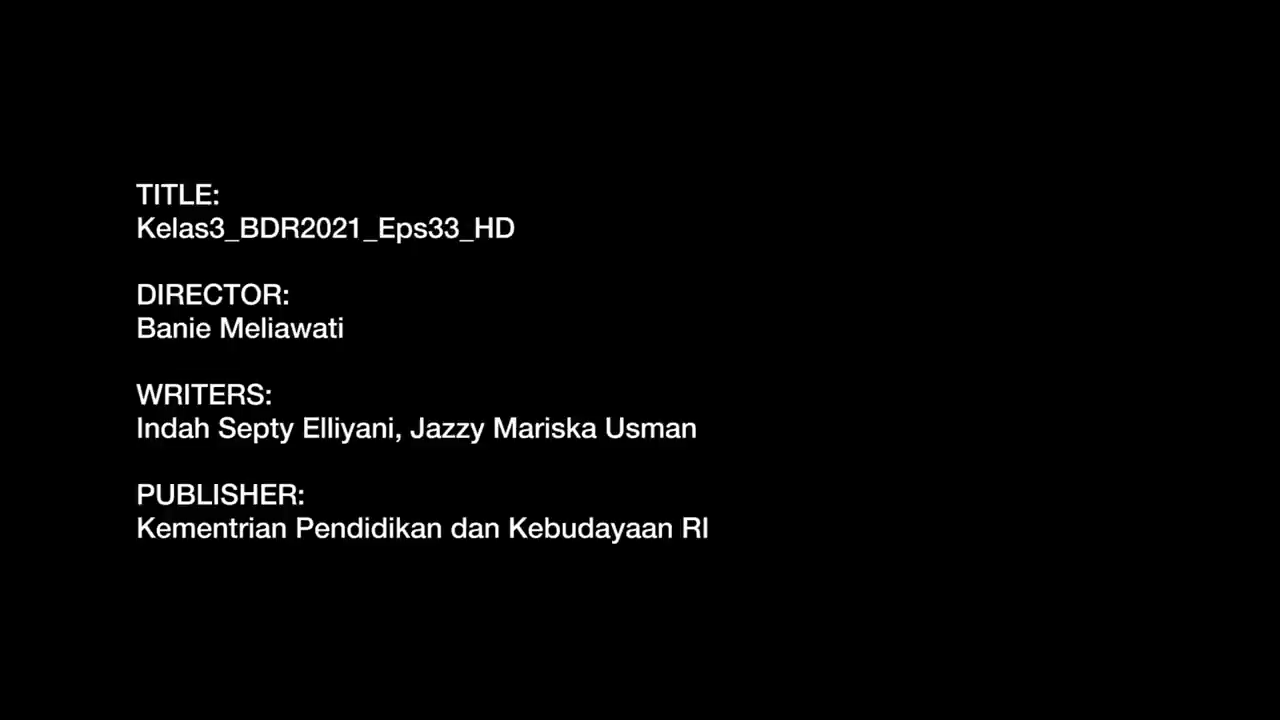 TITLE:
Kelas3_BDR2021_Eps33_HD
DIRECTOR:
Banie Meliawati
WRITERS:
Indah Septy Elliyani, Jazzy Mariska Usman
PUBLISHER:
Kementrian Pendidikan dan Kebudayaan RI